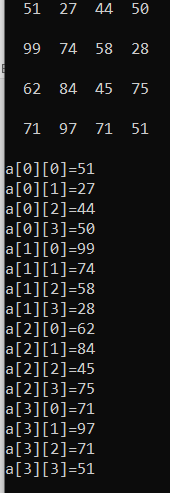 51 27 44 50
99 74 58 28
62 84 45 75
71 97 71 51
a[0][0]=51
a[0][1]=27
a[0][2]=44
a[0][3]=50
a[1][0]=99
a[1][1]=74
a[1][2]=58
a[1][3]=28
a[2][0]=62
a[2][1]=84
a[2][2]=45
a[2][3]=75
a[3][0]=71
a[3][1]=97
a[3][2]=71
a[3][3]=51